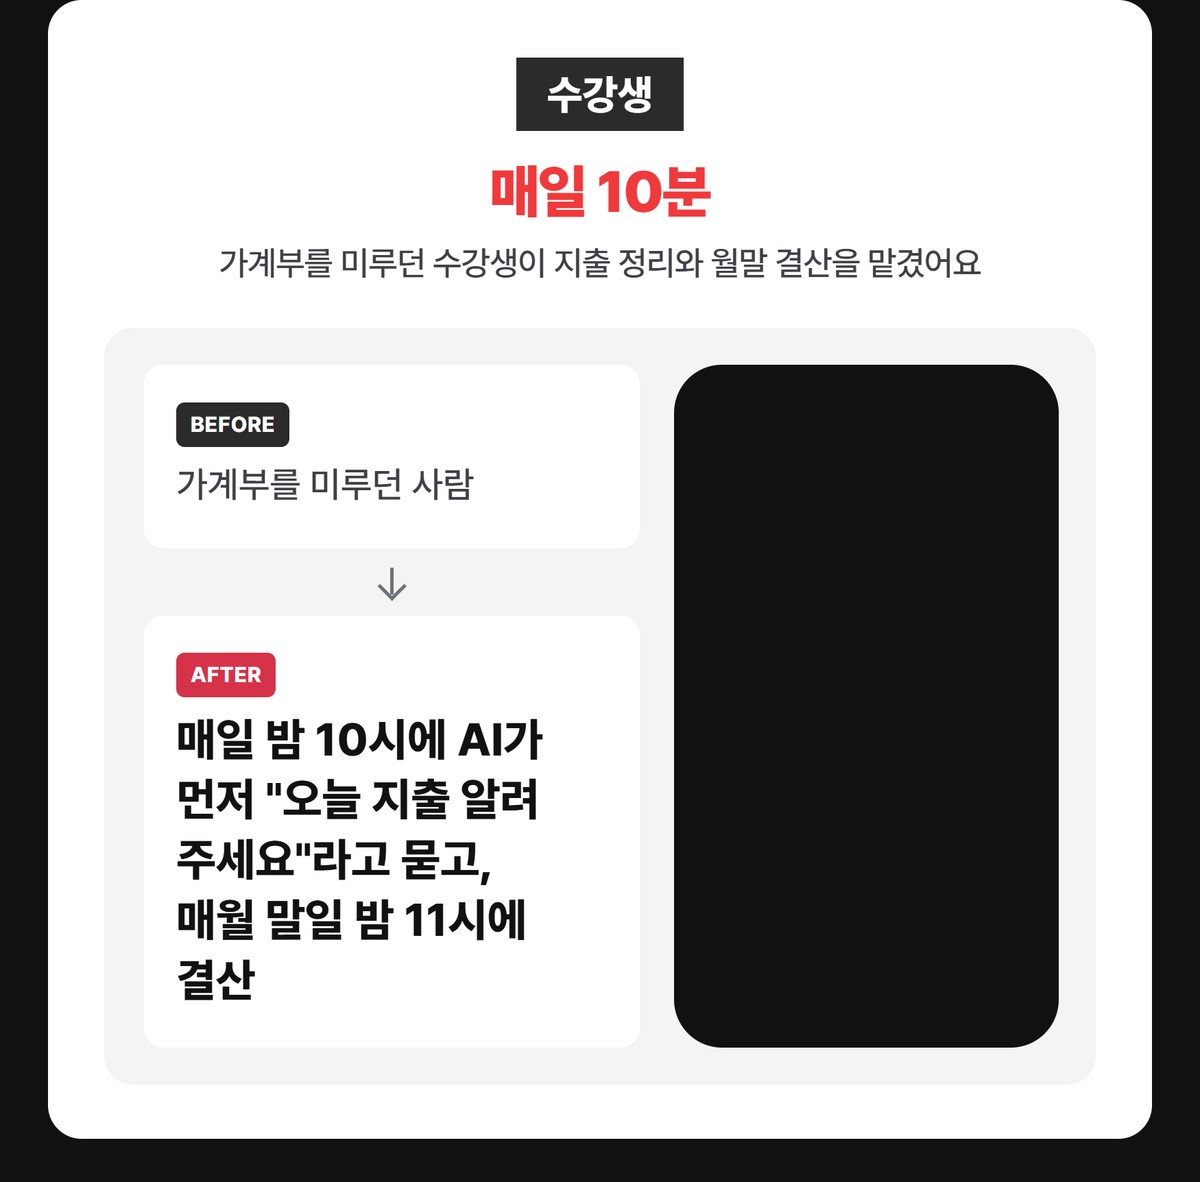 수강생
매일 10분
가계부를 미루던 수강생이 지출 정리와 월말 결산을 맡겼어요
BEFORE
가계부를 미루던 사람
↓
AFTER
매일 밤 10시에 AI가
먼저 "오늘 지출 알려
주세요"라고 묻고,
매월 말일 밤 11시에
결산